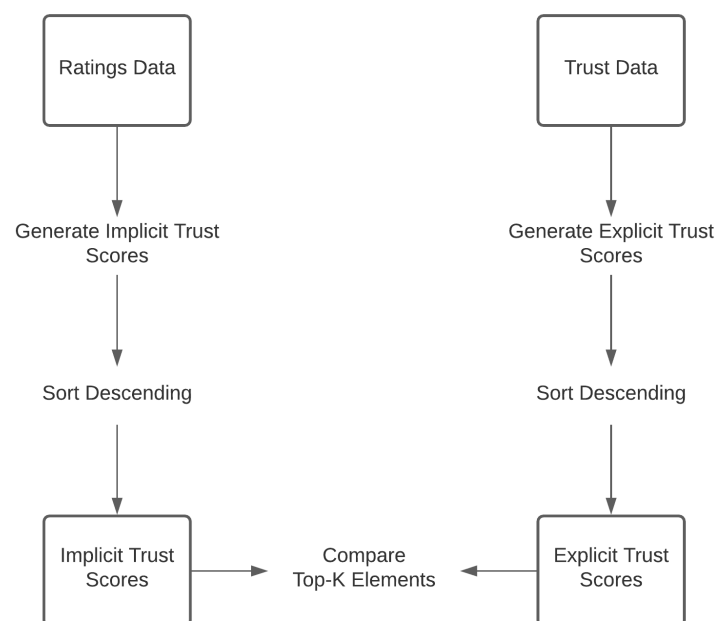 Ratings Data
Trust Data
Generate Implicit Trust
Scores
Generate Explicit Trust
Scores
Sort Descending
Sort Descending
Implicit Trust
Scores
Compare
Top-K Elements
Explicit Trust
Scores